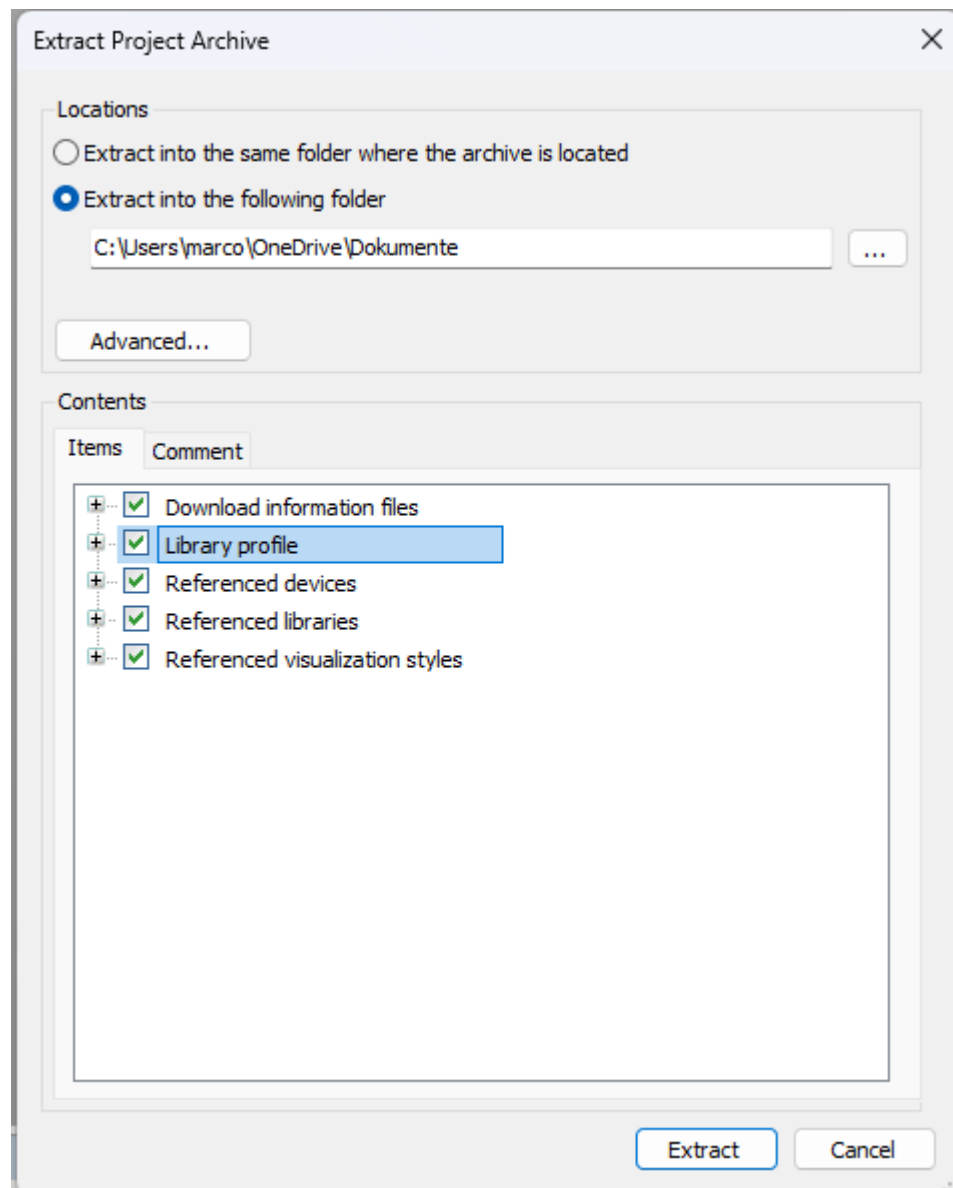 Extract Project Archive
Locations
Extract into the same folder where the archive is located
Extract into the following folder
C:\Users\marco\OneDrive\Dokumente
...
Advanced...
Contents
Items Comment
Download information files
Library profile
Referenced devices
Referenced libraries
Referenced visualization styles
Extract Cancel